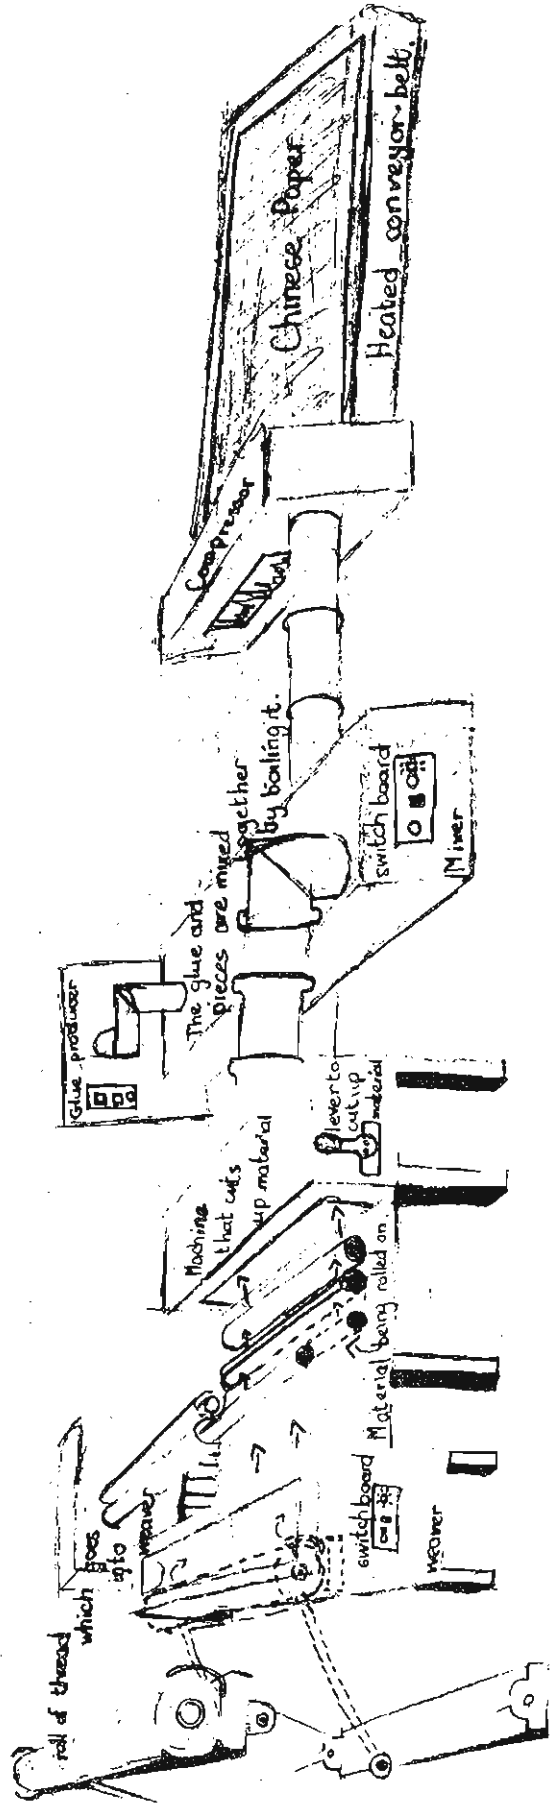 roll of thread
which goes
into
weaver
switch board
weaver
Material being rolled on
Machine
that cuts
up material
lever to
cut up
material
Glue producer
The glue and
pieces are mixed
together
by boiling it.
switch board
Mixer
Compressor
Chinese Paper
Heated conveyor-belt.